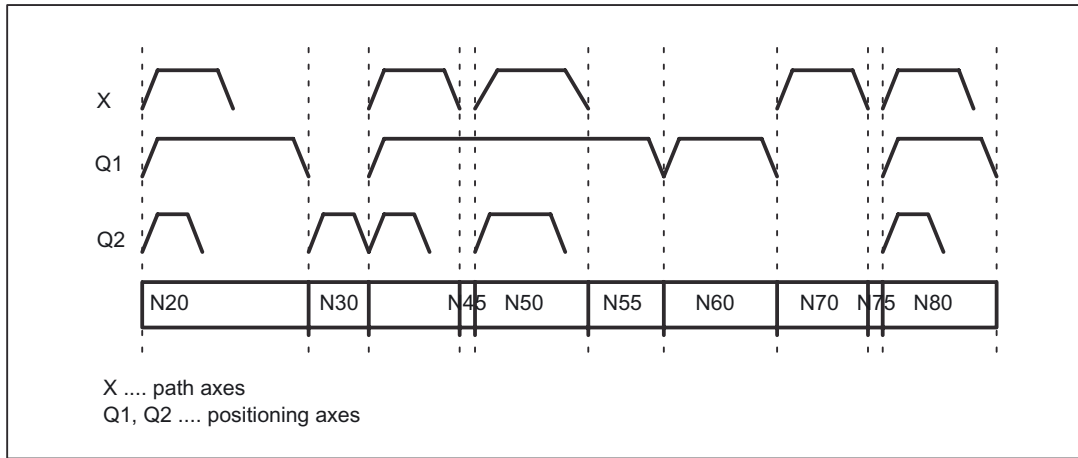 X
Q1
Q2
N20 N30 N45 N50 N55 N60 N70 N75 N80
X .... path axes
Q1, Q2 .... positioning axes